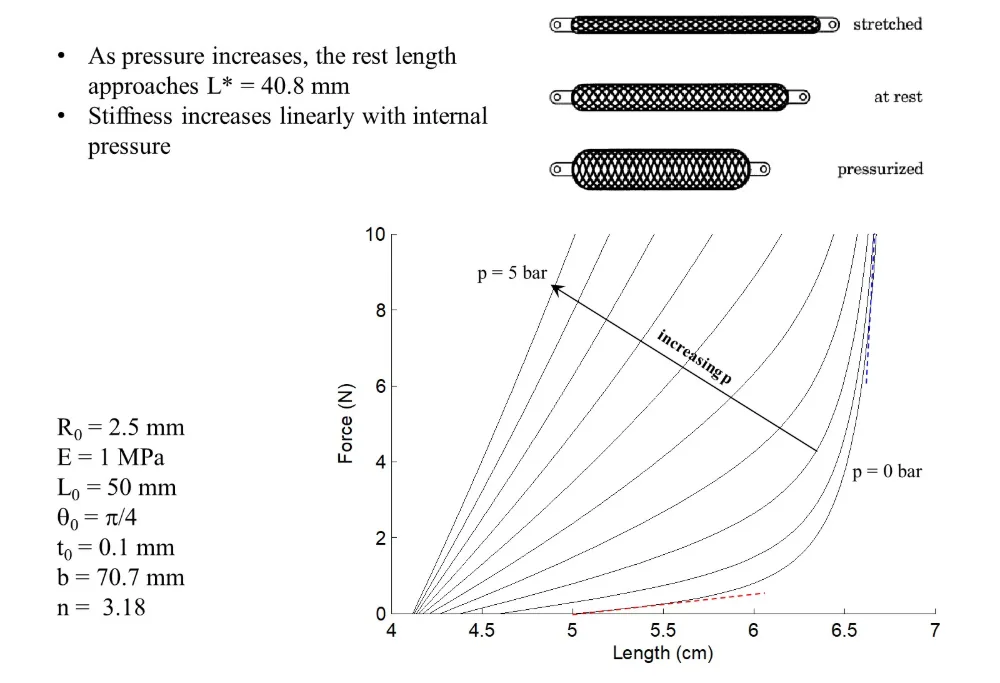 • As pressure increases, the rest length
approaches L* = 40.8 mm
• Stiffness increases linearly with internal
pressure
stretched
at rest
pressurized
R₀ = 2.5 mm
E = 1 MPa
L₀ = 50 mm
θ₀ = π/4
t₀ = 0.1 mm
b = 70.7 mm
n = 3.18
10
8
6
4
2
0
Force (N)
p = 5 bar
increasing p
p = 0 bar
4 4.5 5 5.5 6 6.5 7
Length (cm)